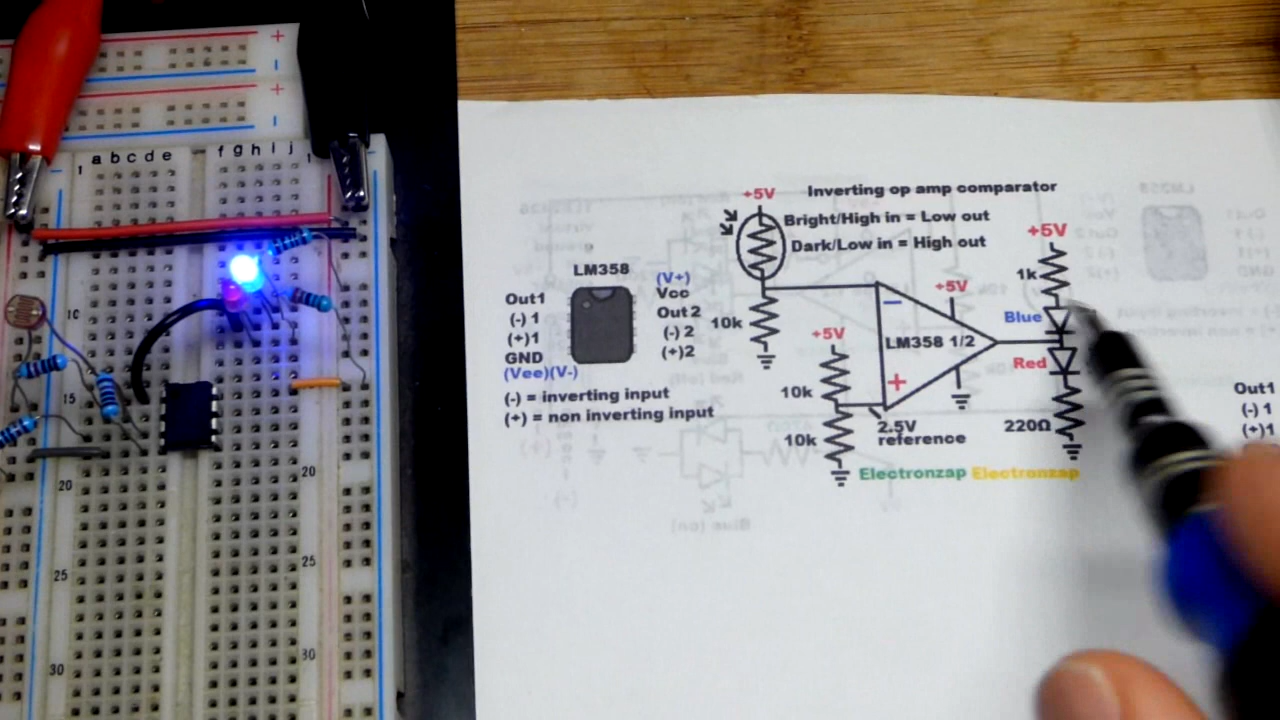 +
+
a b c d e
f g h i j
1
1
10
15
20
20
25
25
30
30
Inverting op amp comparator
+5V
Bright/High in = Low out
Dark/Low in = High out
+5V
1k
Blue
Red
220Ω
LM358
Out1
(-) 1
(+)1
GND
(Vee)(V-)
(V+)
Vcc
Out 2
(-) 2
(+)2
(-) = inverting input
(+) = non inverting input
10k
+5V
10k
10k
−
+
+5V
LM358 1/2
2.5V
reference
Electronzap Electronzap
Out1
(-) 1
(+)1